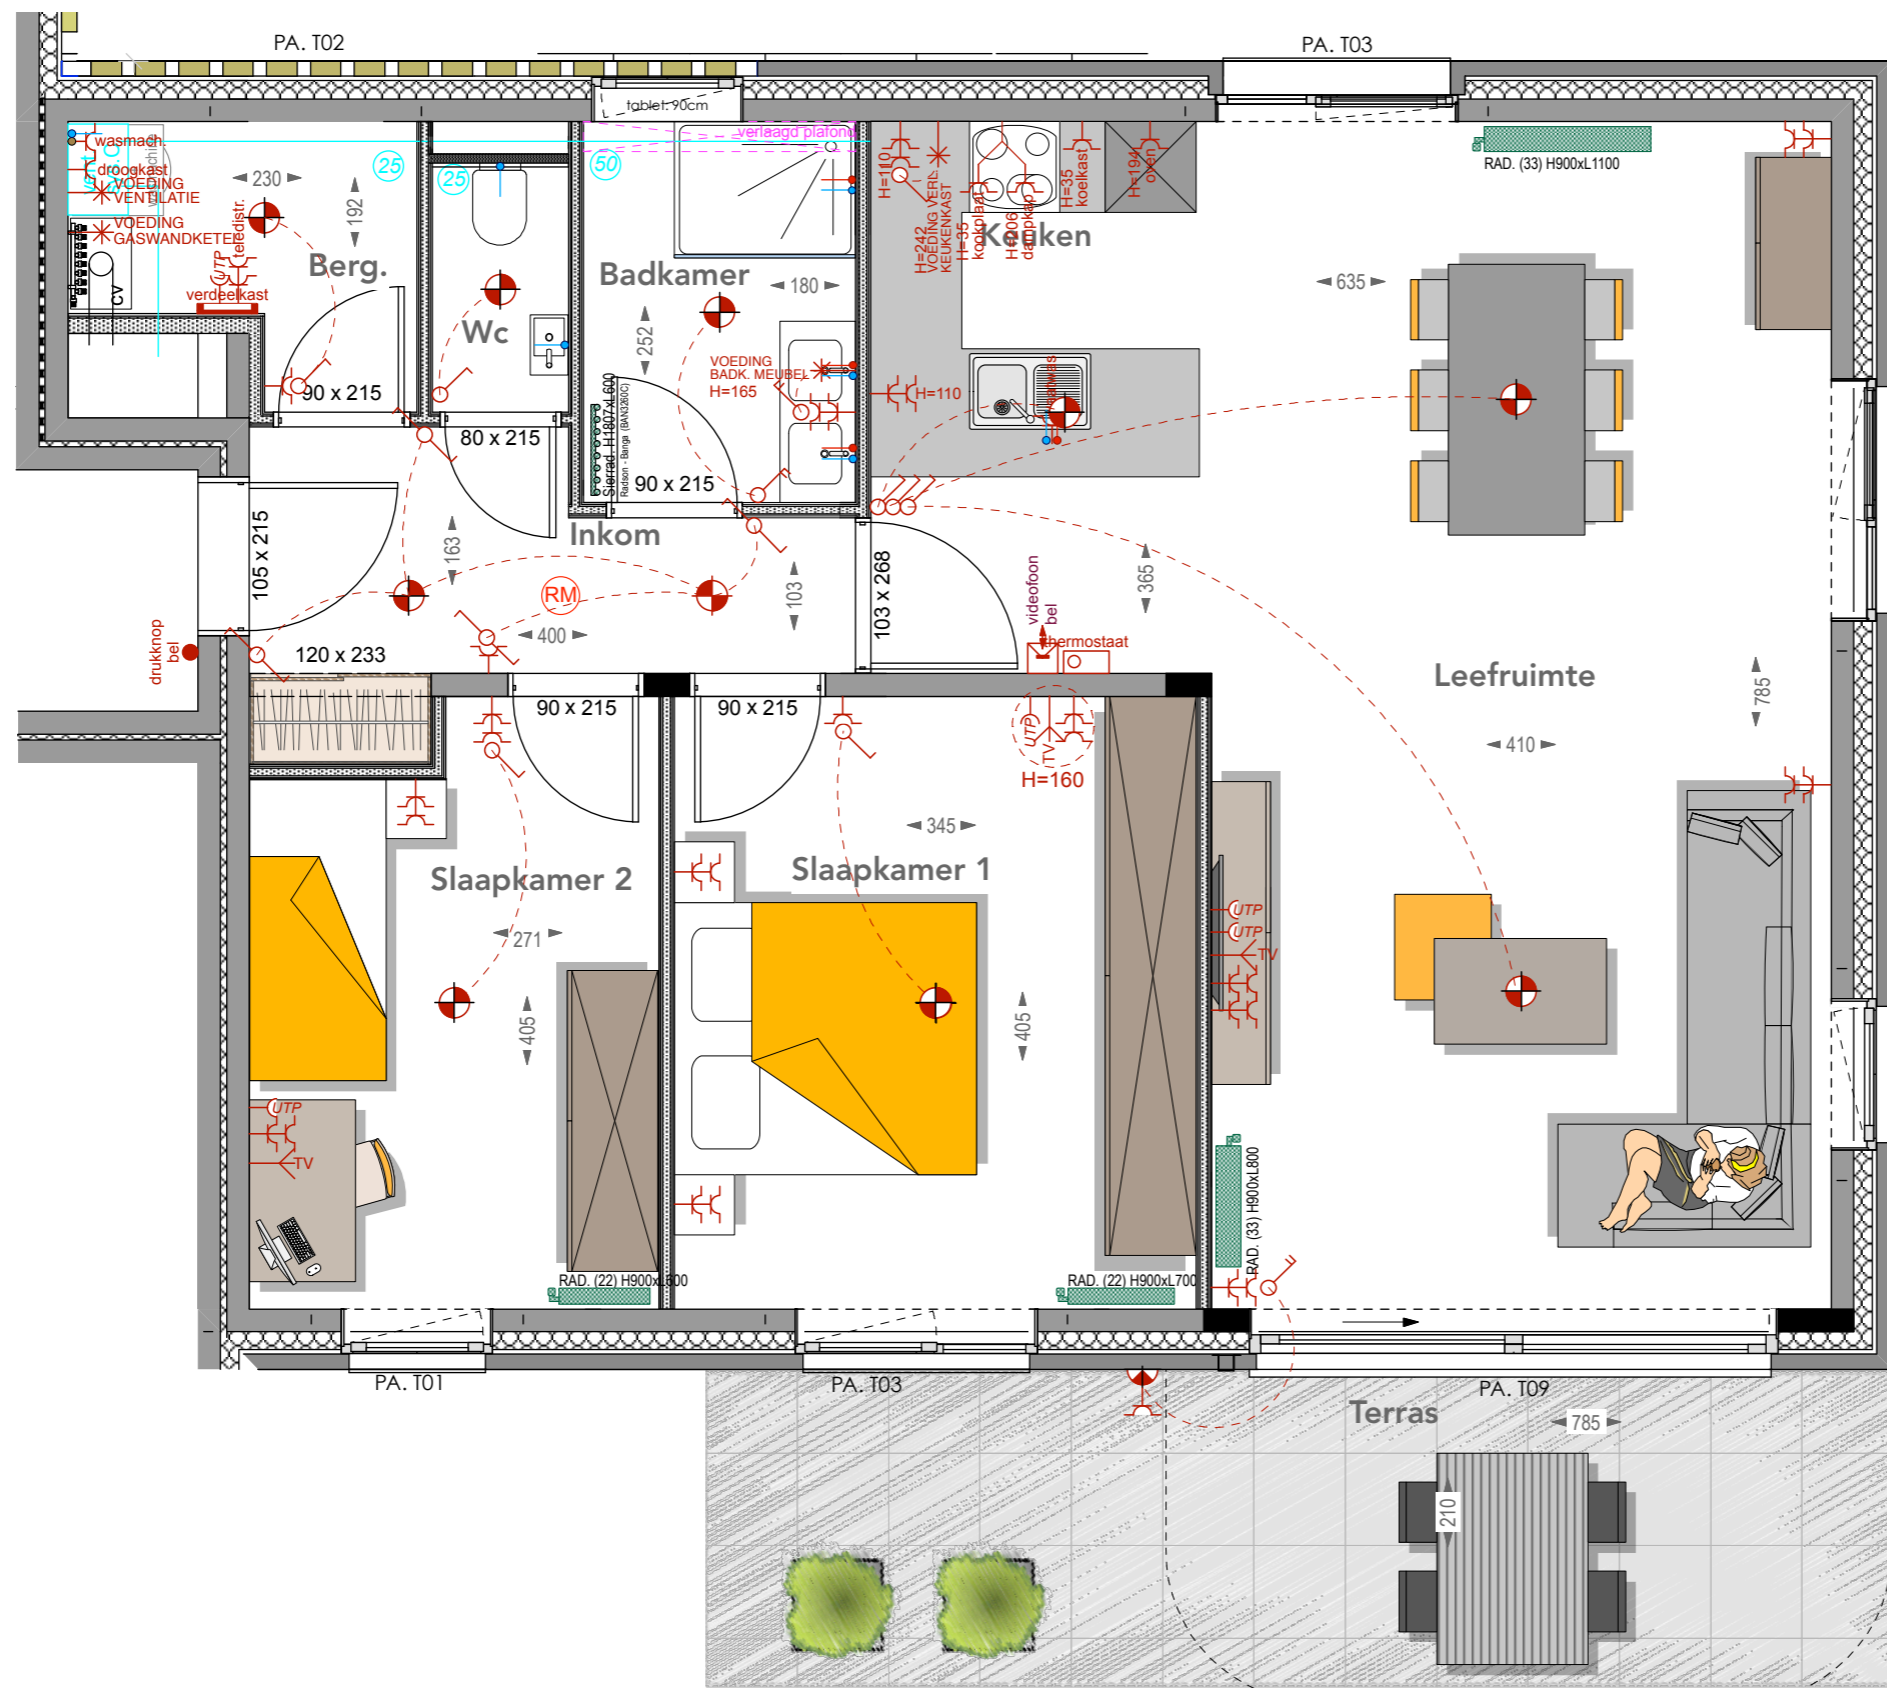 PA. T02
PA. T03
tablet: 90cm
verlaagd plafond
wasmach.
droogkast
VOEDING
VENTILATIE
VOEDING
GASWANDKETEL
UTP
teledistr.
verdeelkast
CV
230
192
25
25
50
Berg.
Wc
Badkamer
180
252
VOEDING
BADK. MEUBEL
H=165
Sierrad. H1807xL600
Radson - Banga (BAN3260C)
90 x 215
80 x 215
90 x 215
H=110
H=242
VOEDING VERL.
KEUKENKAST
H=35
kookplaat
H=206
dampkap
H=35
koelkast
H=194
oven
Keuken
H=110
RAD. (33) H900xL1100
635
105 x 215
Inkom
163
RM
400
103
103 x 268
365
videofoon
bel
thermostaat
drukknop
bel
120 x 233
90 x 215
90 x 215
UTP
TV
H=160
Leefruimte
785
410
Slaapkamer 2
271
405
Slaapkamer 1
345
405
UTP
UTP
TV
UTP
TV
RAD. (22) H900xL600
RAD. (22) H900xL700
RAD. (33) H900xL800
PA. T01
PA. T03
PA. T09
Terras
785
210